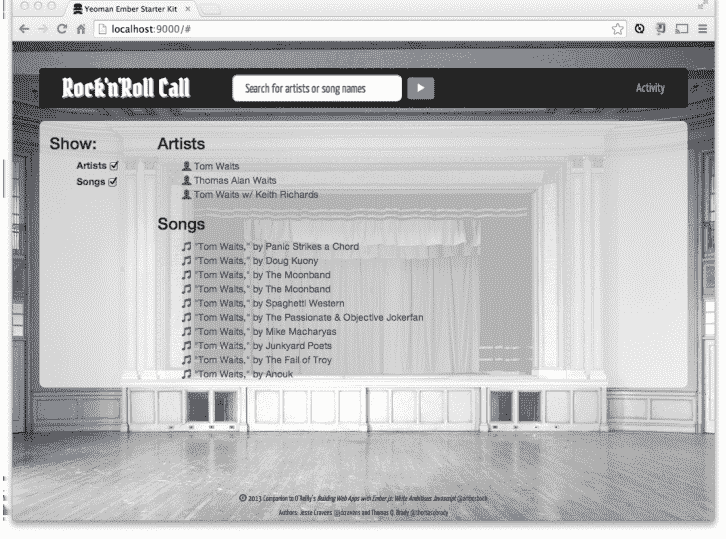 Yeoman Ember Starter Kit
localhost:9000/#
Rock'n'Roll Call
Search for artists or song names
Activity
Show:
Artists
Songs
Artists
Tom Waits
Thomas Alan Waits
Tom Waits w/ Keith Richards
Songs
"Tom Waits," by Panic Strikes a Chord
"Tom Waits," by Doug Kuony
"Tom Waits," by The Moonband
"Tom Waits," by The Moonband
"Tom Waits," by Spaghetti Western
"Tom Waits," by The Passionate & Objective Jokerfan
"Tom Waits," by Mike Macharyas
"Tom Waits," by Junkyard Poets
"Tom Waits," by The Fall of Troy
"Tom Waits," by Anouk
2013 Companion to O'Reilly's Building Web Apps with Ember.js: Write Ambitious Javascript @emberbook
Authors: Jesse Cravens @jdcravens and Thomas Q. Brady @thomasqbrady